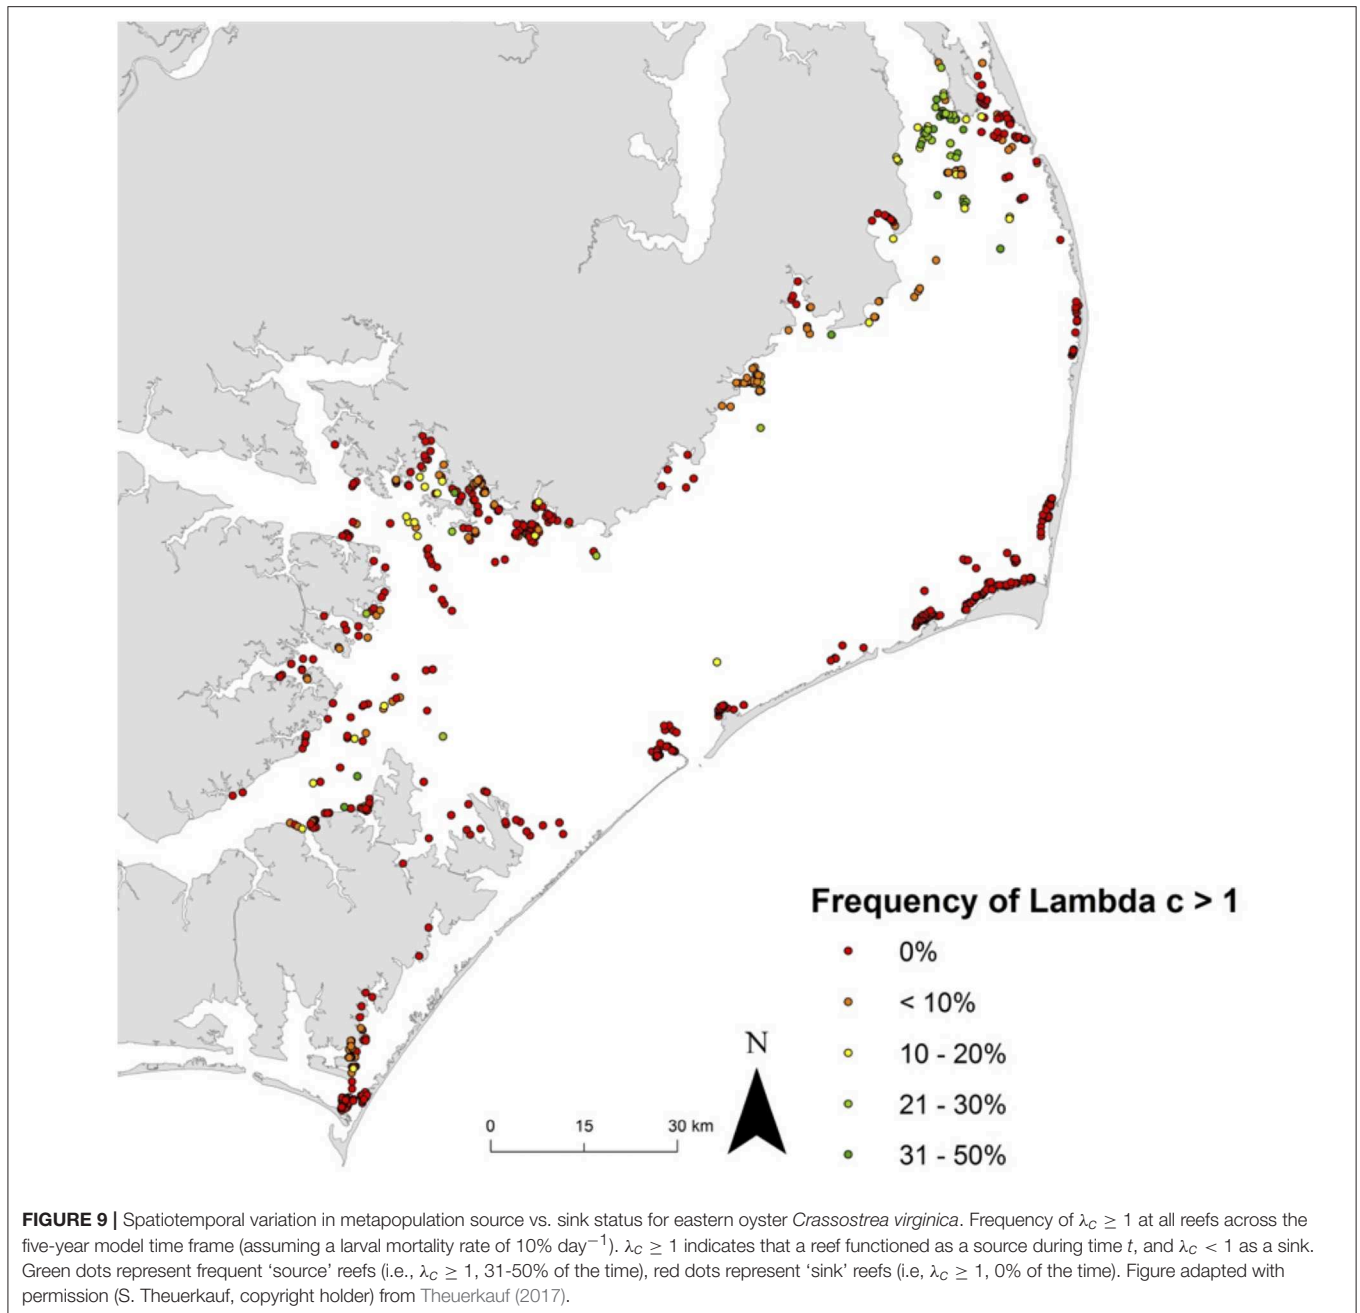 Frequency of Lambda c > 1
0%
< 10%
10 - 20%
21 - 30%
31 - 50%
N
0 15 30 km
FIGURE 9 | Spatiotemporal variation in metapopulation source vs. sink status for eastern oyster Crassostrea virginica. Frequency of λC ≥ 1 at all reefs across the
five-year model time frame (assuming a larval mortality rate of 10% day−1). λC ≥ 1 indicates that a reef functioned as a source during time t, and λC < 1 as a sink.
Green dots represent frequent ‘source’ reefs (i.e., λC ≥ 1, 31-50% of the time), red dots represent ‘sink’ reefs (i.e, λC ≥ 1, 0% of the time). Figure adapted with
permission (S. Theuerkauf, copyright holder) from Theuerkauf (2017).